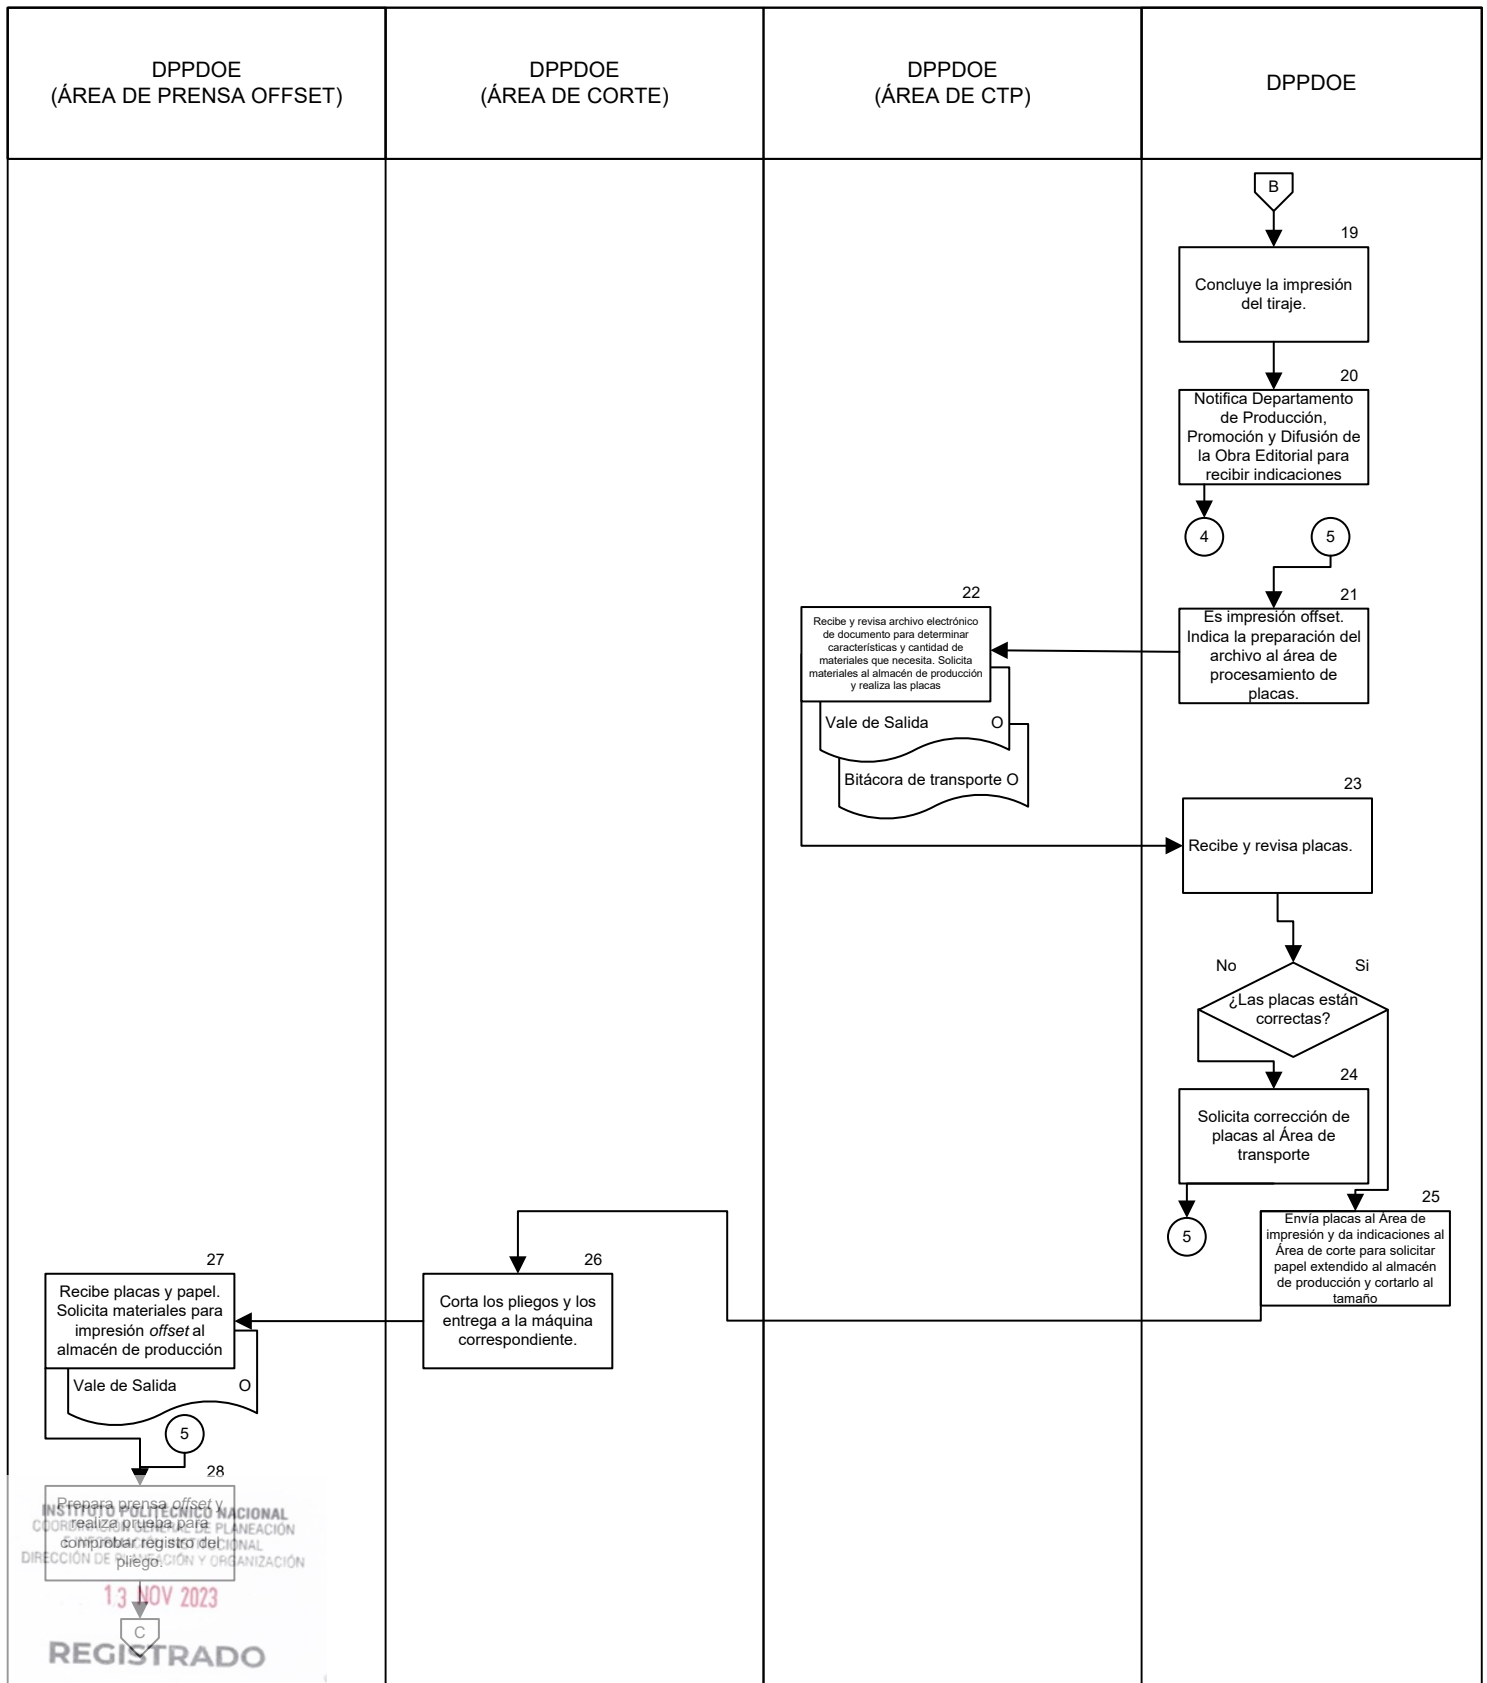 DPPDOE
(ÁREA DE PRENSA OFFSET)
DPPDOE
(ÁREA DE CORTE)
DPPDOE
(ÁREA DE CTP)
DPPDOE
B
19
Concluye la impresión
del tiraje.
20
Notifica Departamento
de Producción,
Promoción y Difusión de
la Obra Editorial para
recibir indicaciones
4
5
21
Es impresión offset.
Indica la preparación del
archivo al área de
procesamiento de
placas.
22
Recibe y revisa archivo electrónico
de documento para determinar
características y cantidad de
materiales que necesita. Solicita
materiales al almacén de producción
y realiza las placas
Vale de Salida O
Bitácora de transporte O
23
Recibe y revisa placas.
No
Si
¿Las placas están
correctas?
24
Solicita corrección de
placas al Área de
transporte
5
25
Envía placas al Área de
impresión y da indicaciones al
Área de corte para solicitar
papel extendido al almacén
de producción y cortarlo al
tamaño
26
Corta los pliegos y los
entrega a la máquina
correspondiente.
27
Recibe placas y papel.
Solicita materiales para
impresión offset al
almacén de producción
Vale de Salida O
5
28
Prepara prensa offset y
realiza prueba para
comprobar registro del
pliego.
C
INSTITUTO POLITÉCNICO NACIONAL
COORDINACIÓN GENERAL DE PLANEACIÓN
E INFORMACIÓN INSTITUCIONAL
DIRECCIÓN DE PLANEACIÓN Y ORGANIZACIÓN
13 NOV 2023
REGISTRADO